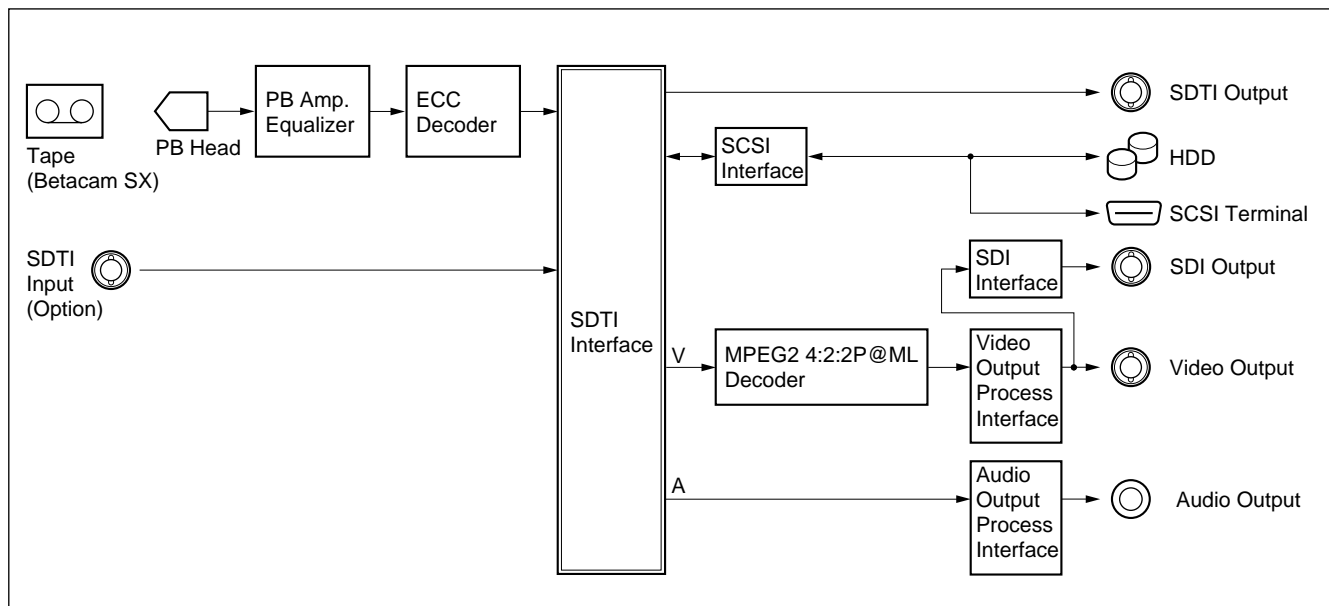 Tape
(Betacam SX)
PB Head
PB Amp.
Equalizer
ECC
Decoder
SDTI
Input
(Option)
SDTI
Interface
SDTI Output
SCSI
Interface
HDD
SCSI Terminal
SDI
Interface
SDI Output
V
MPEG2 4:2:2P@ML
Decoder
Video
Output
Process
Interface
Video Output
A
Audio
Output
Process
Interface
Audio Output